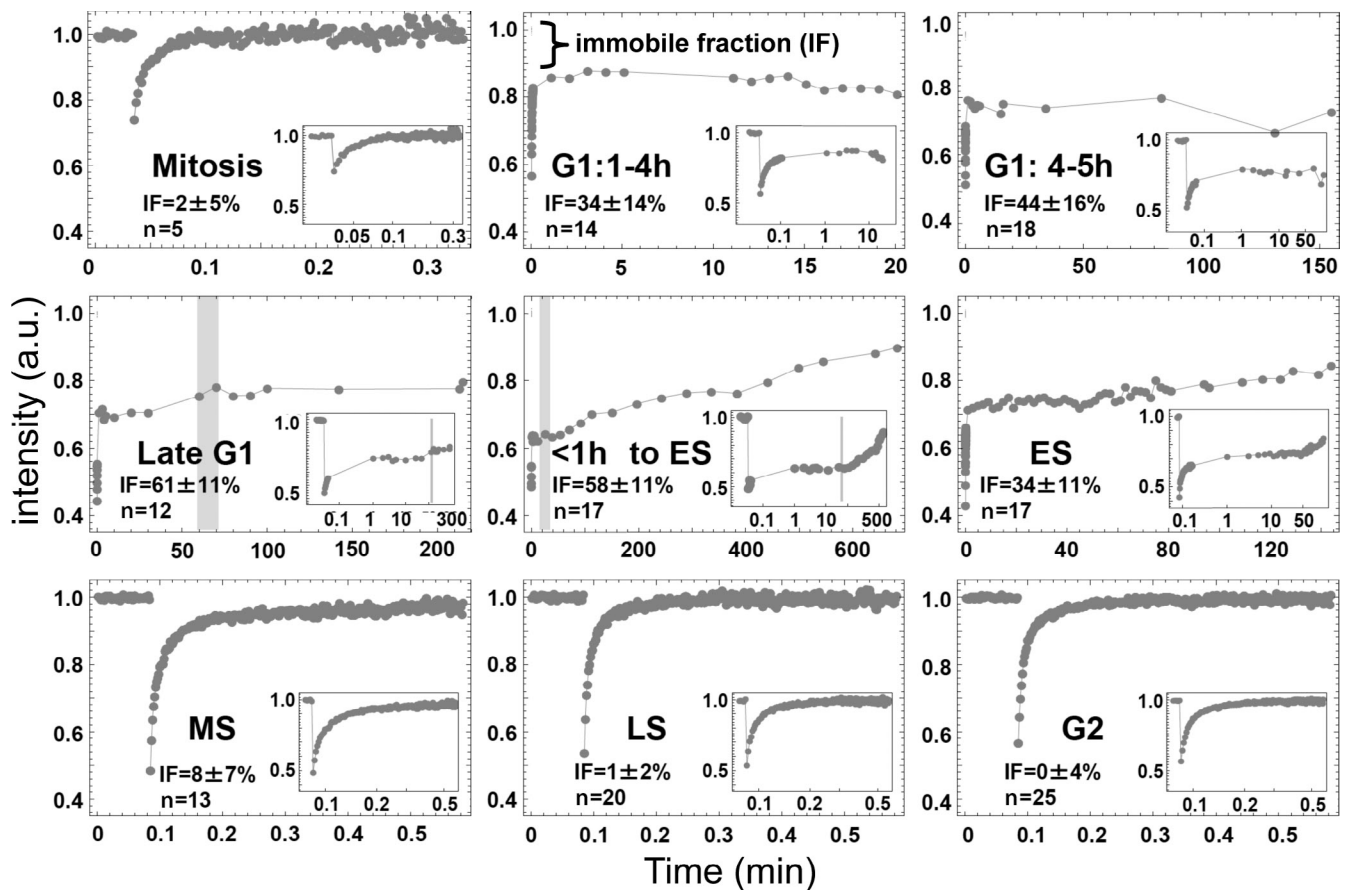 intensity (a.u.)
1.0
0.8
0.6
0.4
Mitosis
IF=2±5%
n=5
1.0
0.5
0.05 0.1 0.3
0 0.1 0.2 0.3
1.0
0.8
0.6
0.4
immobile fraction (IF)
G1:1-4h
IF=34±14%
n=14
1.0
0.5
0.1 1 10
0 5 10 15 20
1.0
0.8
0.6
0.4
G1: 4-5h
IF=44±16%
n=18
1.0
0.5
0.1 1 10 50
0 50 100 150
1.0
0.8
0.6
0.4
Late G1
IF=61±11%
n=12
1.0
0.5
0.1 1 10 300
0 50 100 150 200
1.0
0.8
0.6
0.4
<1h to ES
IF=58±11%
n=17
1.0
0.5
0.1 1 10 500
0 200 400 600
1.0
0.8
0.6
0.4
ES
IF=34±11%
n=17
1.0
0.5
0.1 1 10 50
0 40 80 120
1.0
0.8
0.6
0.4
MS
IF=8±7%
n=13
1.0
0.5
0.1 0.2 0.5
0 0.1 0.2 0.3 0.4 0.5
1.0
0.8
0.6
0.4
LS
IF=1±2%
n=20
1.0
0.5
0.1 0.2 0.5
0 0.1 0.2 0.3 0.4 0.5
1.0
0.8
0.6
0.4
G2
IF=0±4%
n=25
1.0
0.5
0.1 0.2 0.5
0 0.1 0.2 0.3 0.4 0.5
Time (min)